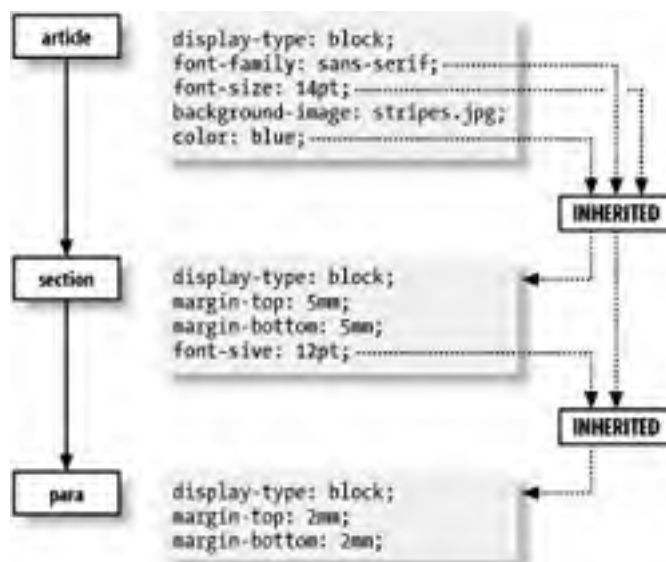 article
display-type: block;
font-family: sans-serif;
font-size: 14pt;
background-image: stripes.jpg;
color: blue;
INHERITED
section
display-type: block;
margin-top: 5mm;
margin-bottom: 5mm;
font-sive: 12pt;
INHERITED
para
display-type: block;
margin-top: 2mm;
margin-bottom: 2mm;